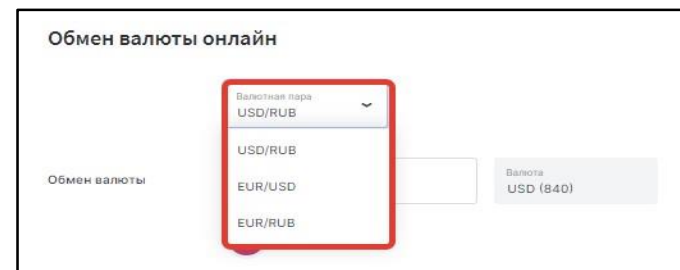 Обмен валюты онлайн
Валютная пара
USD/RUB
USD/RUB
Обмен валюты
EUR/USD
EUR/RUB
Валюта
USD (840)